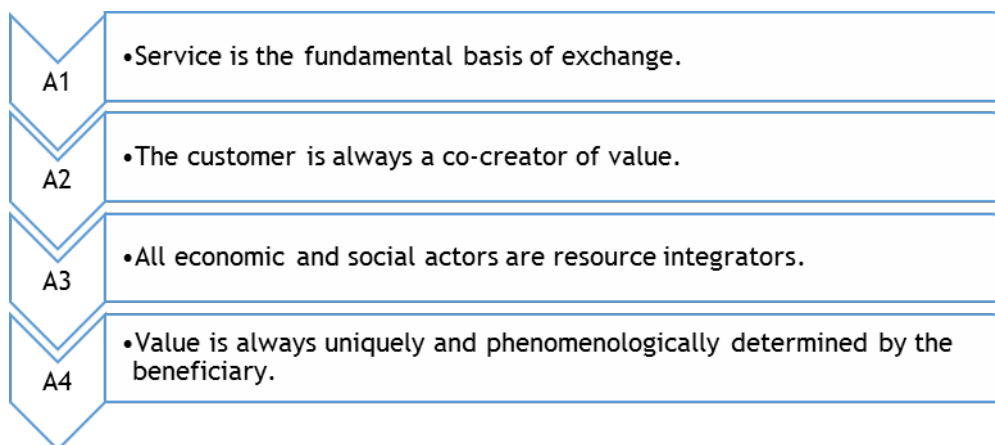 A1
•Service is the fundamental basis of exchange.
A2
•The customer is always a co-creator of value.
A3
•All economic and social actors are resource integrators.
A4
•Value is always uniquely and phenomenologically determined by the
beneficiary.